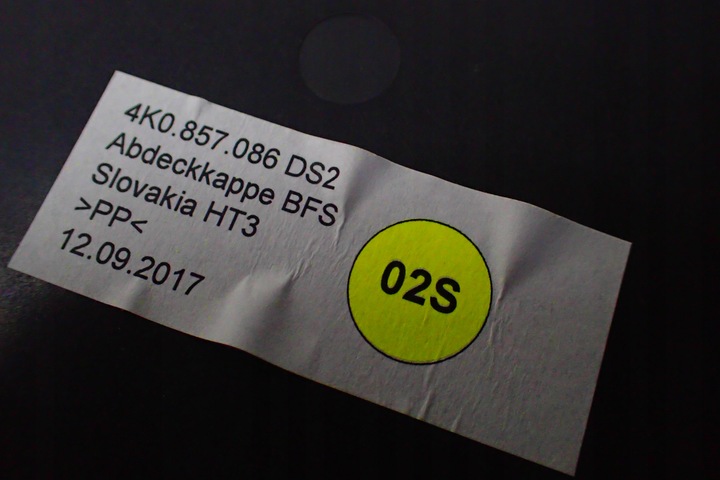 4K0.857.086 DS2
Abdeckkappe BFS
Slovakia HT3
>PP<
12.09.2017
02S